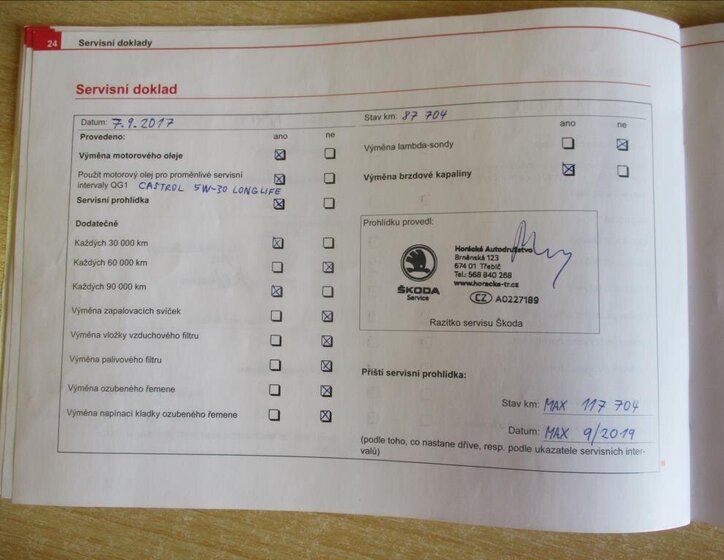 24 Servisní doklady
Servisní doklad
Datum: 7.9.2017
Provedeno: ano ne
Výměna motorového oleje
Použit motorový olej pro proměnlivé servisní
intervaly QG1 CASTROL 5W-30 LONGLIFE
Servisní prohlídka
Dodatečně
Každých 30 000 km
Každých 60 000 km
Každých 90 000 km
Výměna zapalovacích svíček
Výměna vložky vzduchového filtru
Výměna palivového filtru
Výměna ozubeného řemene
Výměna napínací kladky ozubeného řemene
Stav km: 87 704
ano ne
Výměna lambda-sondy
Výměna brzdové kapaliny
Prohlídku provedl:
ŠKODA
Service
Horácké Autodružstvo
Brněnská 123
674 01 Třebíč
Tel.: 568 840 268
www.horacka-tr.cz
CZ A0227189
Razítko servisu Škoda
Příští servisní prohlídka:
Stav km: MAX 117 704
Datum: MAX 9/2019
(podle toho, co nastane dříve, resp. podle ukazatele servisních inter-
valů)